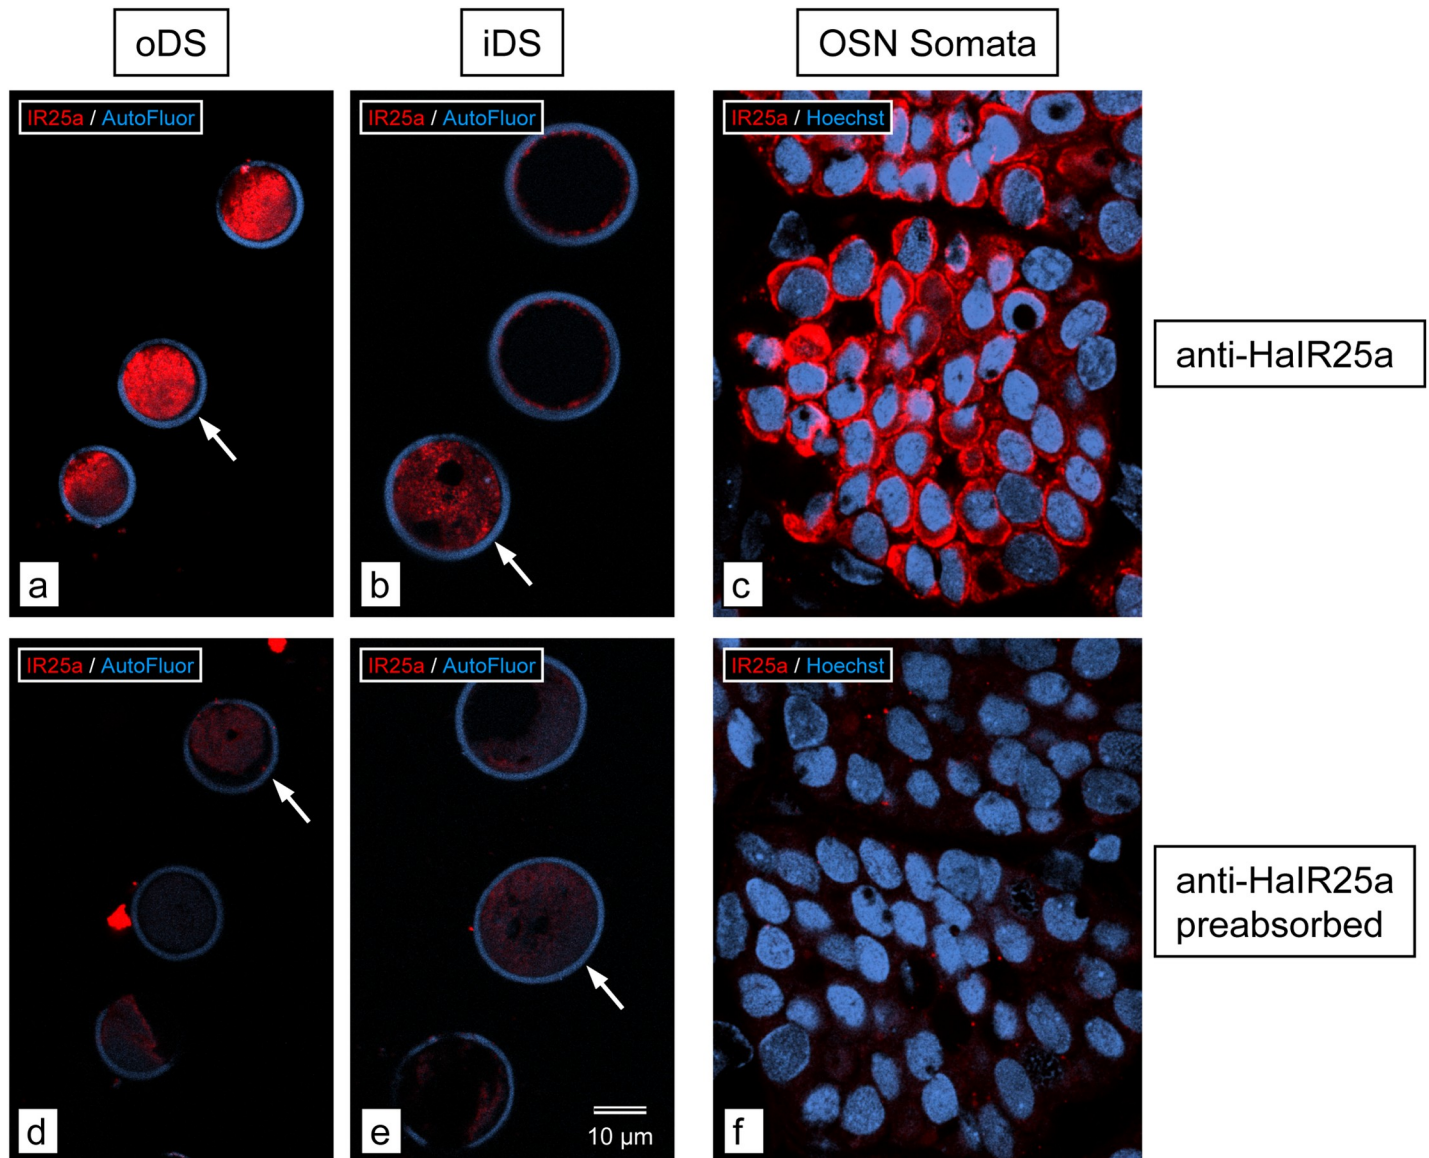 oDS
iDS
OSN Somata
IR25a / AutoFluor
IR25a / AutoFluor
IR25a / Hoechst
anti-HaIR25a
a
b
c
IR25a / AutoFluor
IR25a / AutoFluor
IR25a / Hoechst
anti-HaIR25a
preabsorbed
10 µm
d
e
f